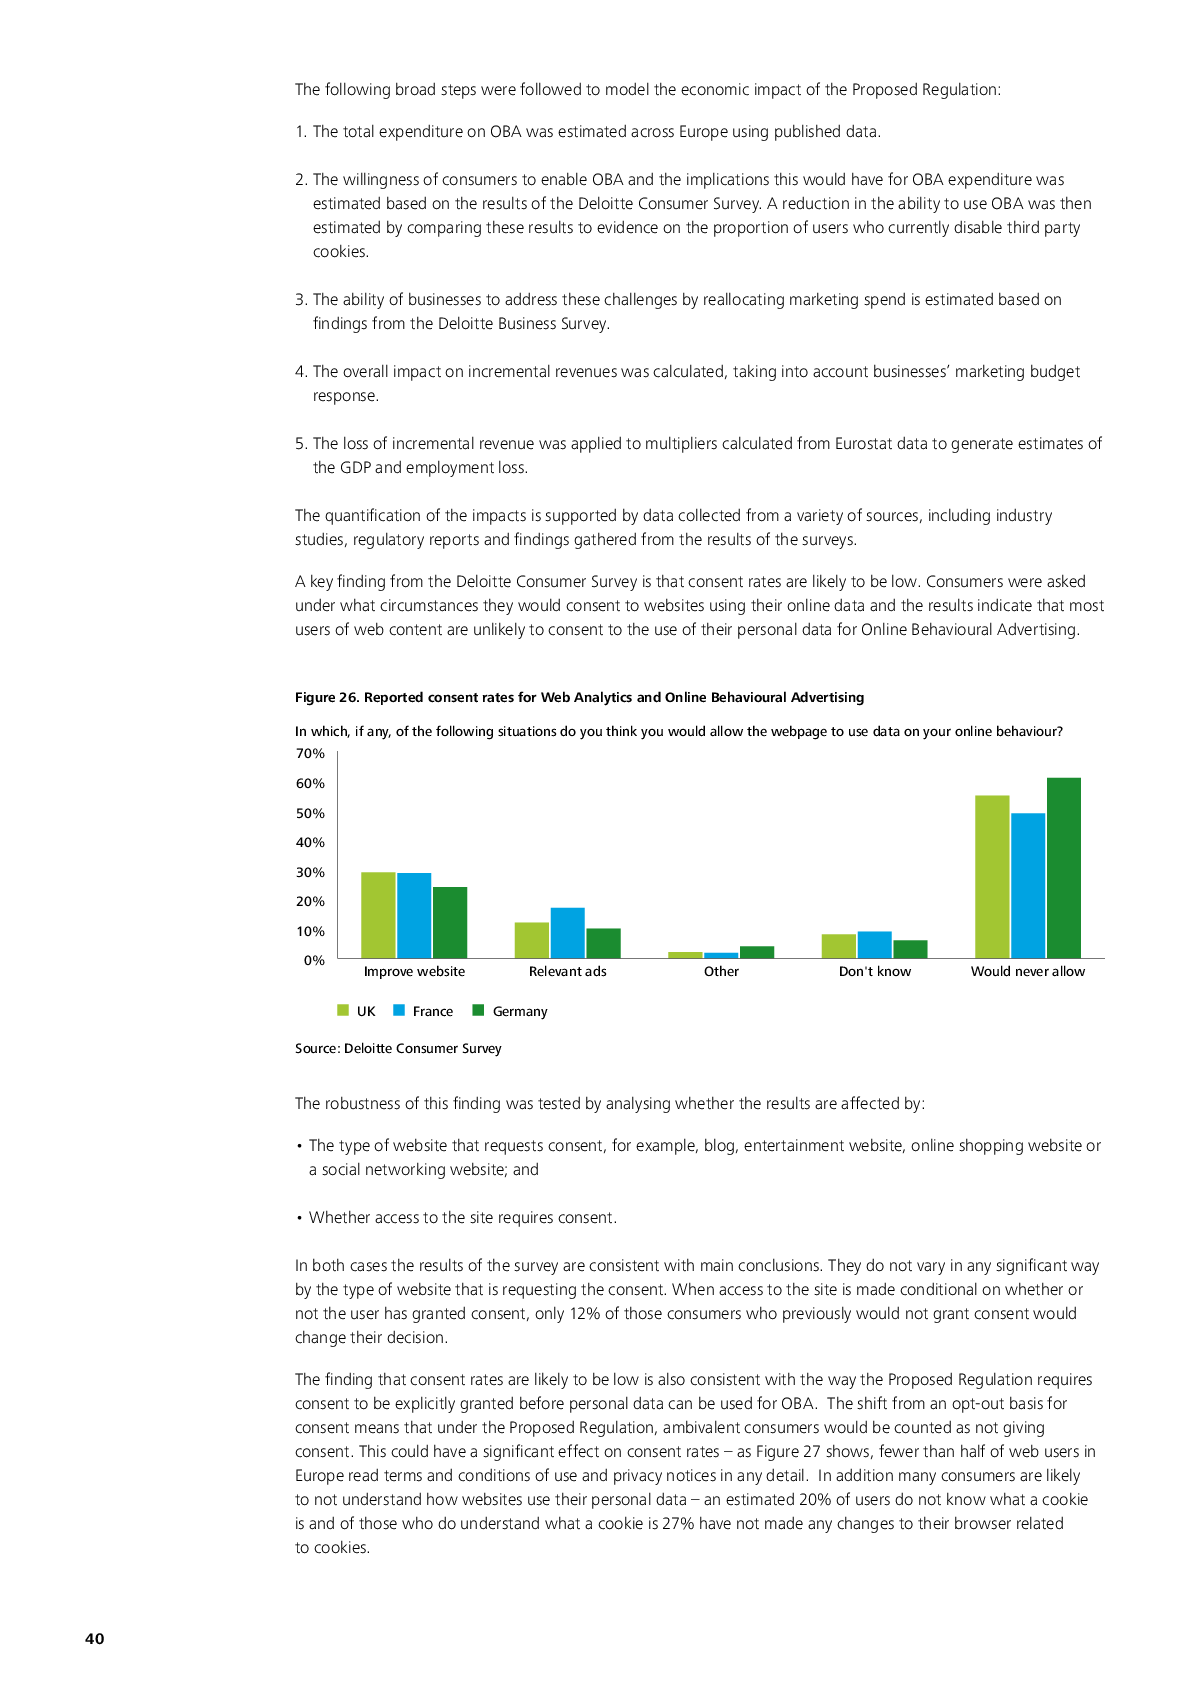 The following broad steps were followed to model the economic impact of the Proposed Regulation:
1. The total expenditure on OBA was estimated across Europe using published data.
2. The willingness of consumers to enable OBA and the implications this would have for OBA expenditure was
estimated based on the results of the Deloitte Consumer Survey. A reduction in the ability to use OBA was then
estimated by comparing these results to evidence on the proportion of users who currently disable third party
cookies.
3. The ability of businesses to address these challenges by reallocating marketing spend is estimated based on
findings from the Deloitte Business Survey.
4. The overall impact on incremental revenues was calculated, taking into account businesses’ marketing budget
response.
5. The loss of incremental revenue was applied to multipliers calculated from Eurostat data to generate estimates of
the GDP and employment loss.
The quantification of the impacts is supported by data collected from a variety of sources, including industry
studies, regulatory reports and findings gathered from the results of the surveys.
A key finding from the Deloitte Consumer Survey is that consent rates are likely to be low. Consumers were asked
under what circumstances they would consent to websites using their online data and the results indicate that most
users of web content are unlikely to consent to the use of their personal data for Online Behavioural Advertising.
Figure 26. Reported consent rates for Web Analytics and Online Behavioural Advertising
In which, if any, of the following situations do you think you would allow the webpage to use data on your online behaviour?
70%
60%
50%
40%
30%
20%
10%
0%
Improve website Relevant ads Other Don't know Would never allow
UK France Germany
Source: Deloitte Consumer Survey
The robustness of this finding was tested by analysing whether the results are affected by:
• The type of website that requests consent, for example, blog, entertainment website, online shopping website or
a social networking website; and
• Whether access to the site requires consent.
In both cases the results of the survey are consistent with main conclusions. They do not vary in any significant way
by the type of website that is requesting the consent. When access to the site is made conditional on whether or
not the user has granted consent, only 12% of those consumers who previously would not grant consent would
change their decision.
The finding that consent rates are likely to be low is also consistent with the way the Proposed Regulation requires
consent to be explicitly granted before personal data can be used for OBA.  The shift from an opt-out basis for
consent means that under the Proposed Regulation, ambivalent consumers would be counted as not giving
consent. This could have a significant effect on consent rates – as Figure 27 shows, fewer than half of web users in
Europe read terms and conditions of use and privacy notices in any detail.  In addition many consumers are likely
to not understand how websites use their personal data – an estimated 20% of users do not know what a cookie
is and of those who do understand what a cookie is 27% have not made any changes to their browser related
to cookies.
40